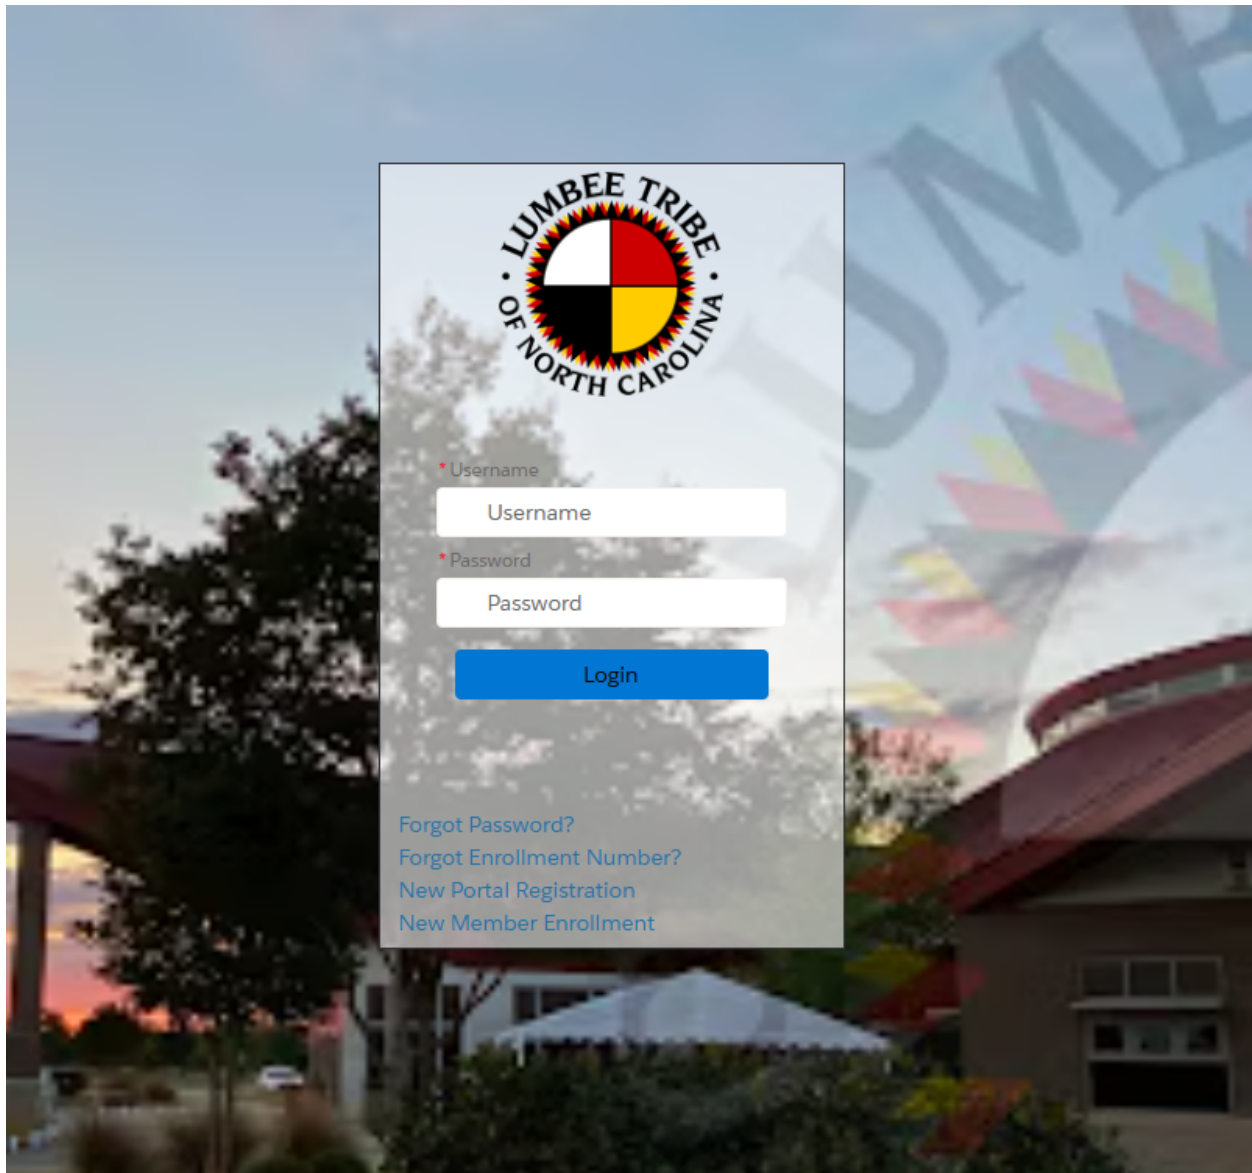 LUMBEE TRIBE
OF NORTH CAROLINA
*Username
Username
*Password
Password
Login
Forgot Password?
Forgot Enrollment Number?
New Portal Registration
New Member Enrollment